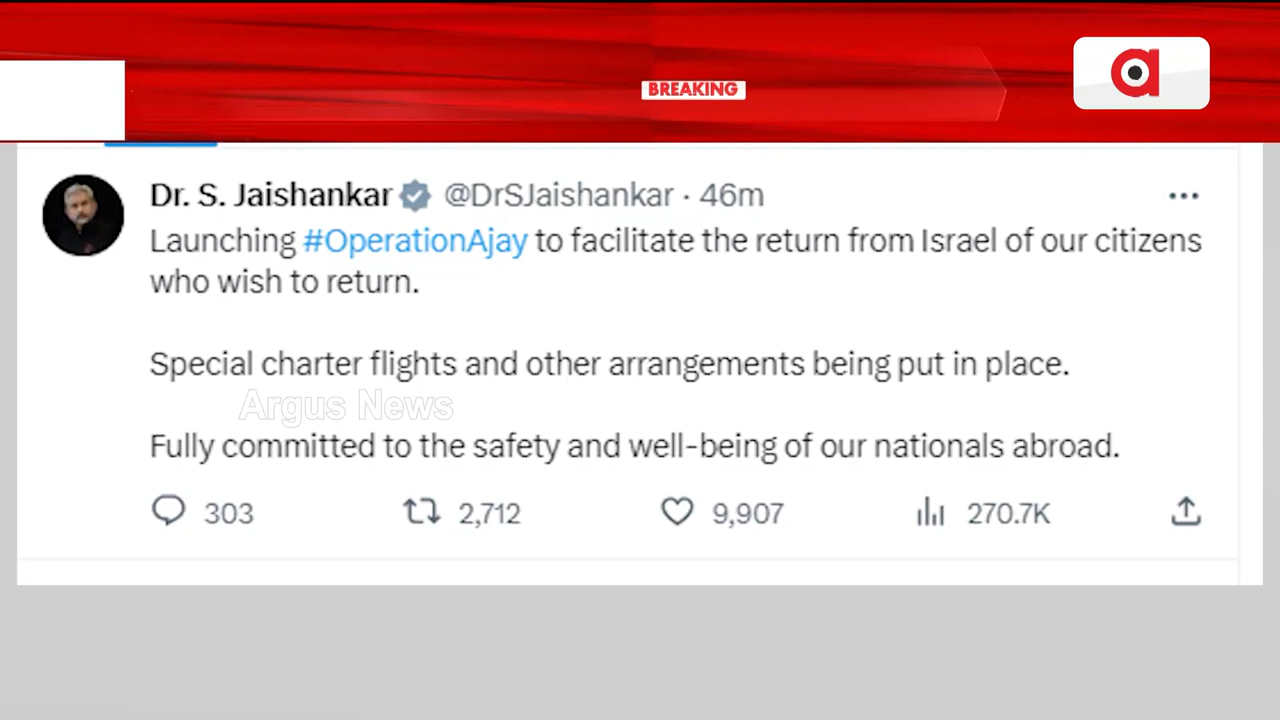 BREAKING
Dr. S. Jaishankar @DrSJaishankar · 46m
Launching #OperationAjay to facilitate the return from Israel of our citizens
who wish to return.
Special charter flights and other arrangements being put in place.
Argus News
Fully committed to the safety and well-being of our nationals abroad.
303 2,712 9,907 270.7K